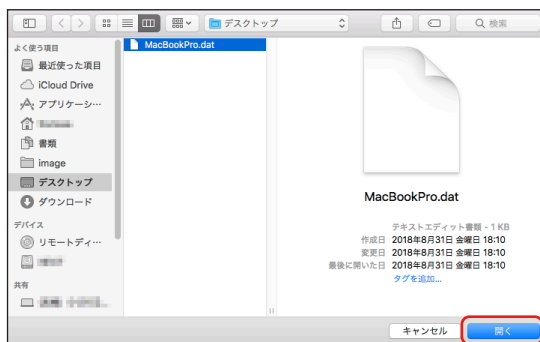 デスクトップ
検索
よく使う項目
最近使った項目
iCloud Drive
アプリケーシ…
書類
image
デスクトップ
ダウンロード
デバイス
リモートディ…
共有
MacBookPro.dat
MacBookPro.dat
テキストエディット書類 - 1 KB
作成日 2018年8月31日 金曜日 18:10
変更日 2018年8月31日 金曜日 18:10
最後に開いた日 2018年8月31日 金曜日 18:10
タグを追加...
キャンセル
開く